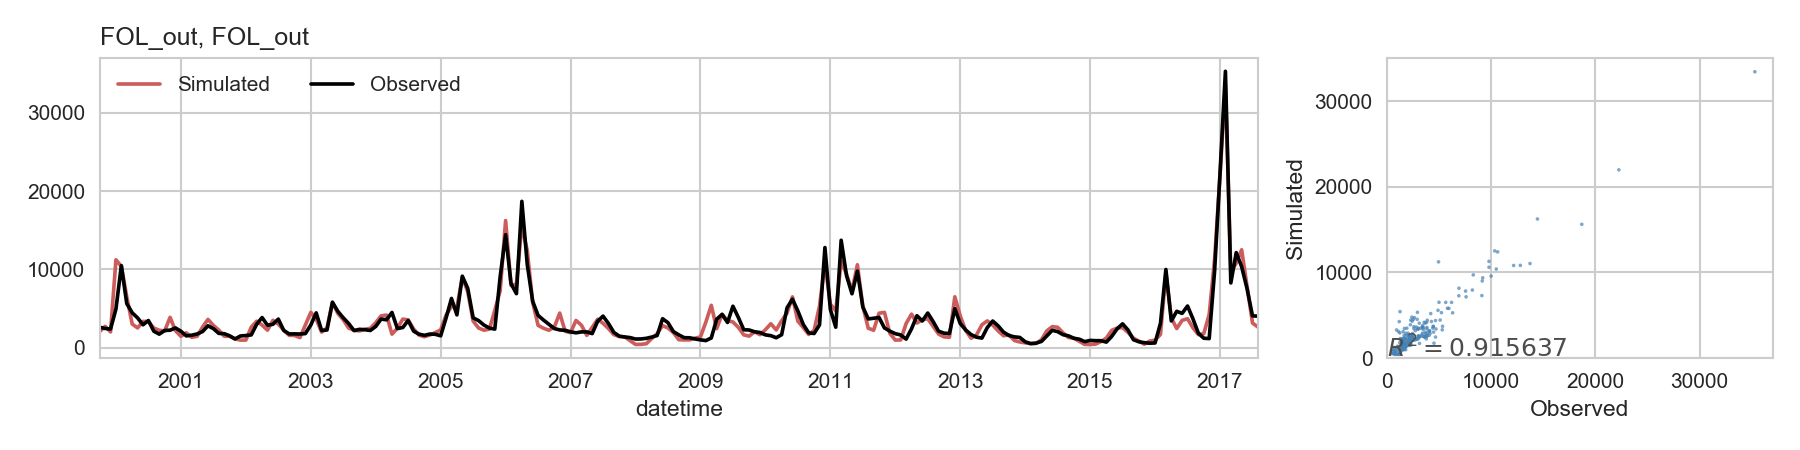 FOL_out, FOL_out
Simulated Observed
30000
20000
10000
0
2001 2003 2005 2007 2009 2011 2013 2015 2017
datetime
Simulated
30000
20000
10000
0
R² = 0.915637
0 10000 20000 30000
Observed